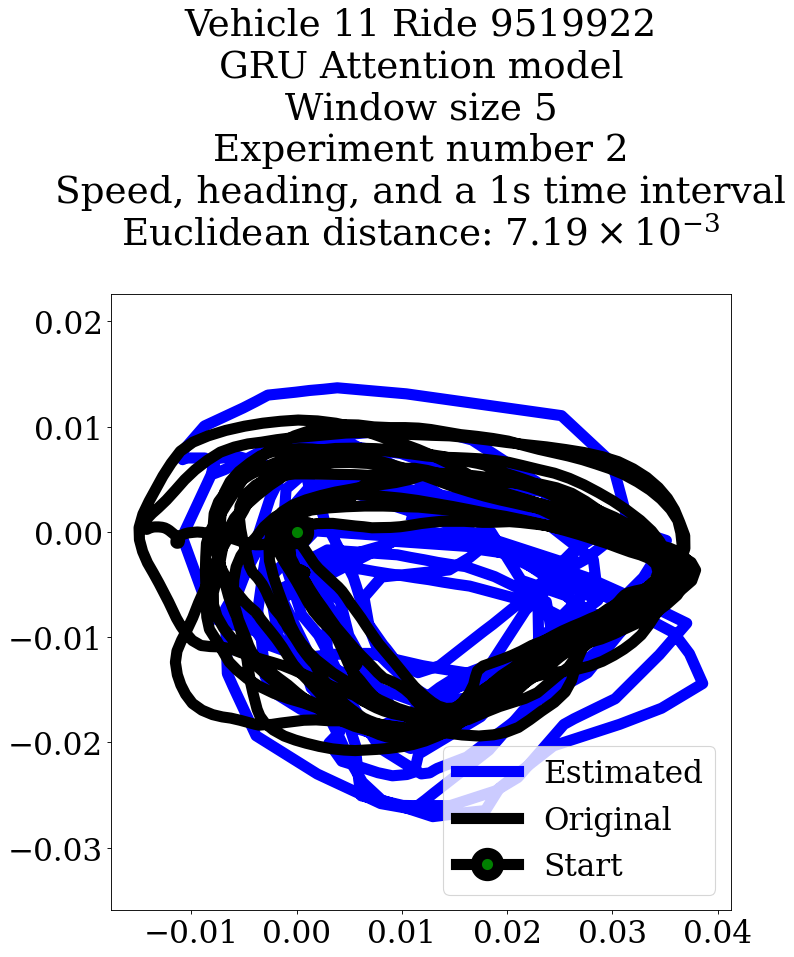 Vehicle 11 Ride 9519922
GRU Attention model
Window size 5
Experiment number 2
Speed, heading, and a 1s time interval
Euclidean distance: 7.19 × 10⁻³
0.02
0.01
0.00
−0.01
−0.02
−0.03
Estimated
Original
Start
−0.01 0.00 0.01 0.02 0.03 0.04